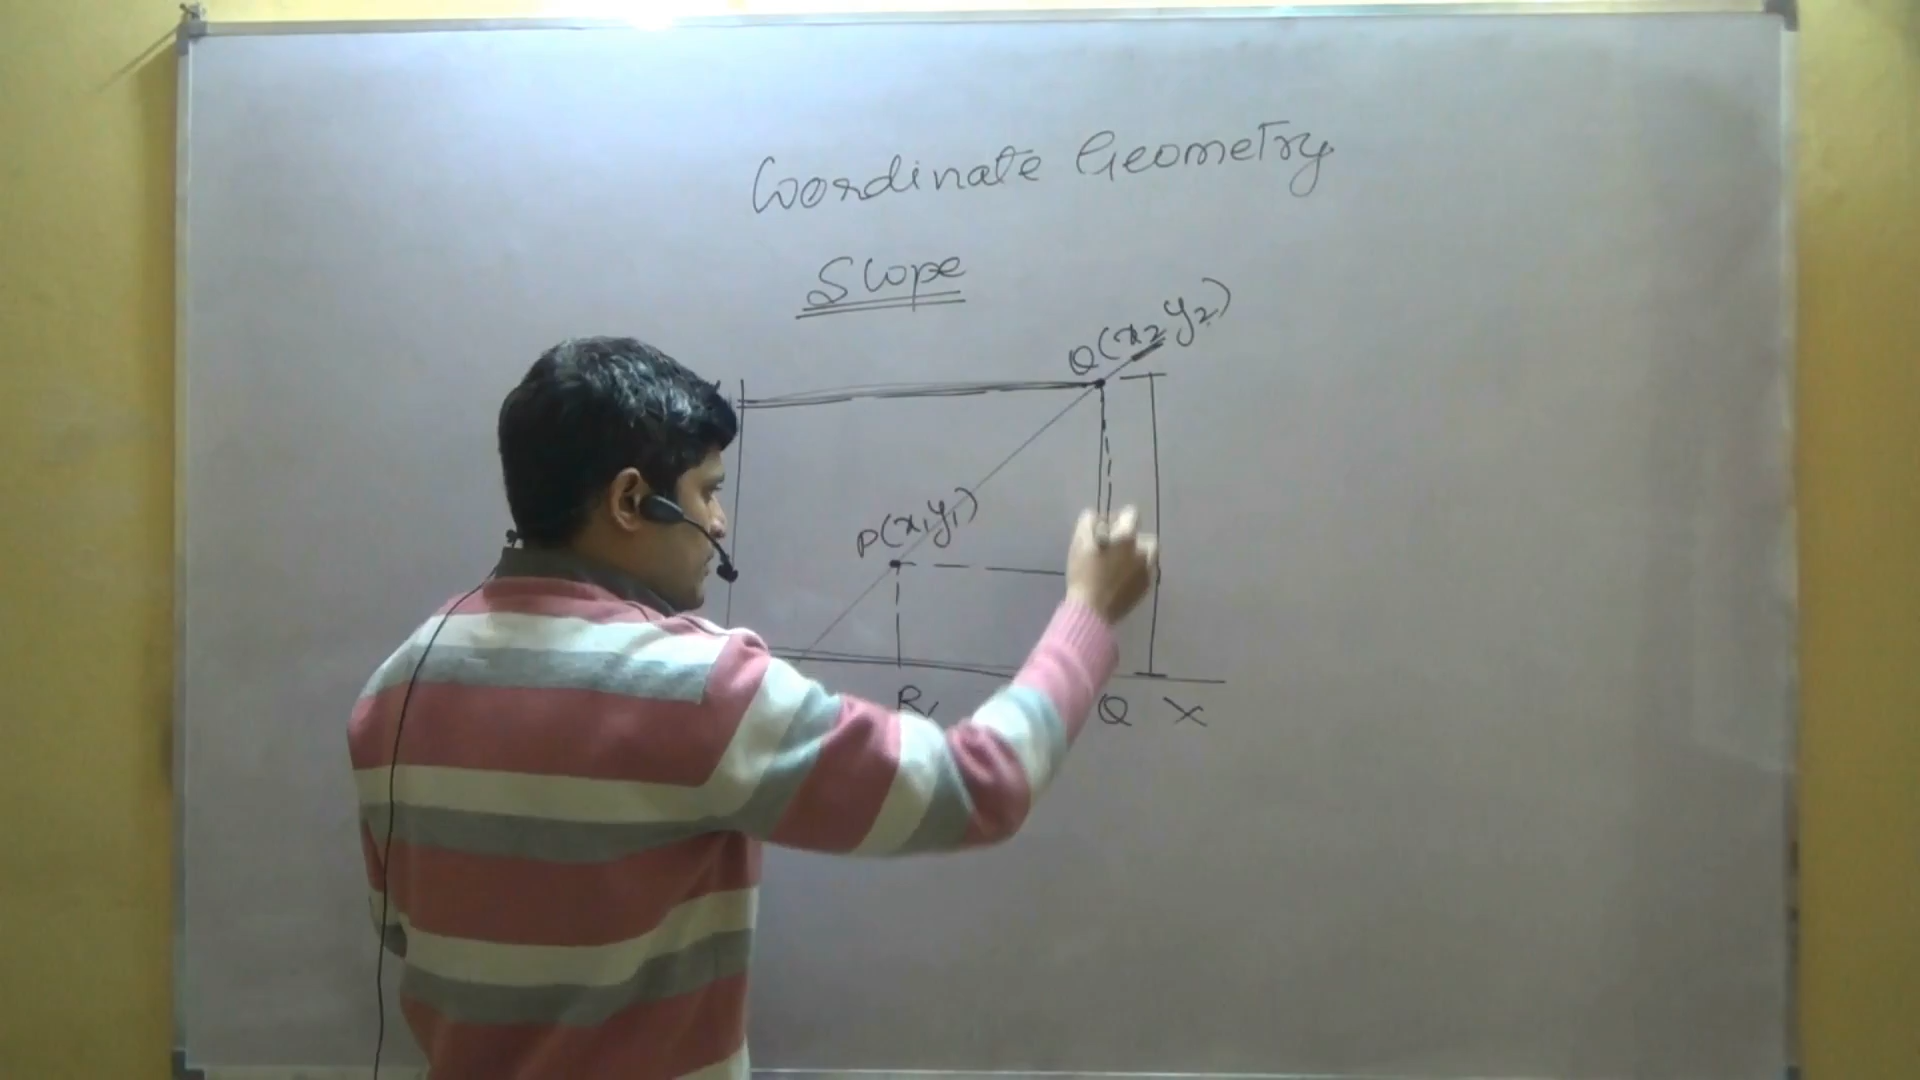 Coordinate Geometry
Slope
Q(x₂ y₂)
P(x₁ y₁)
Q X